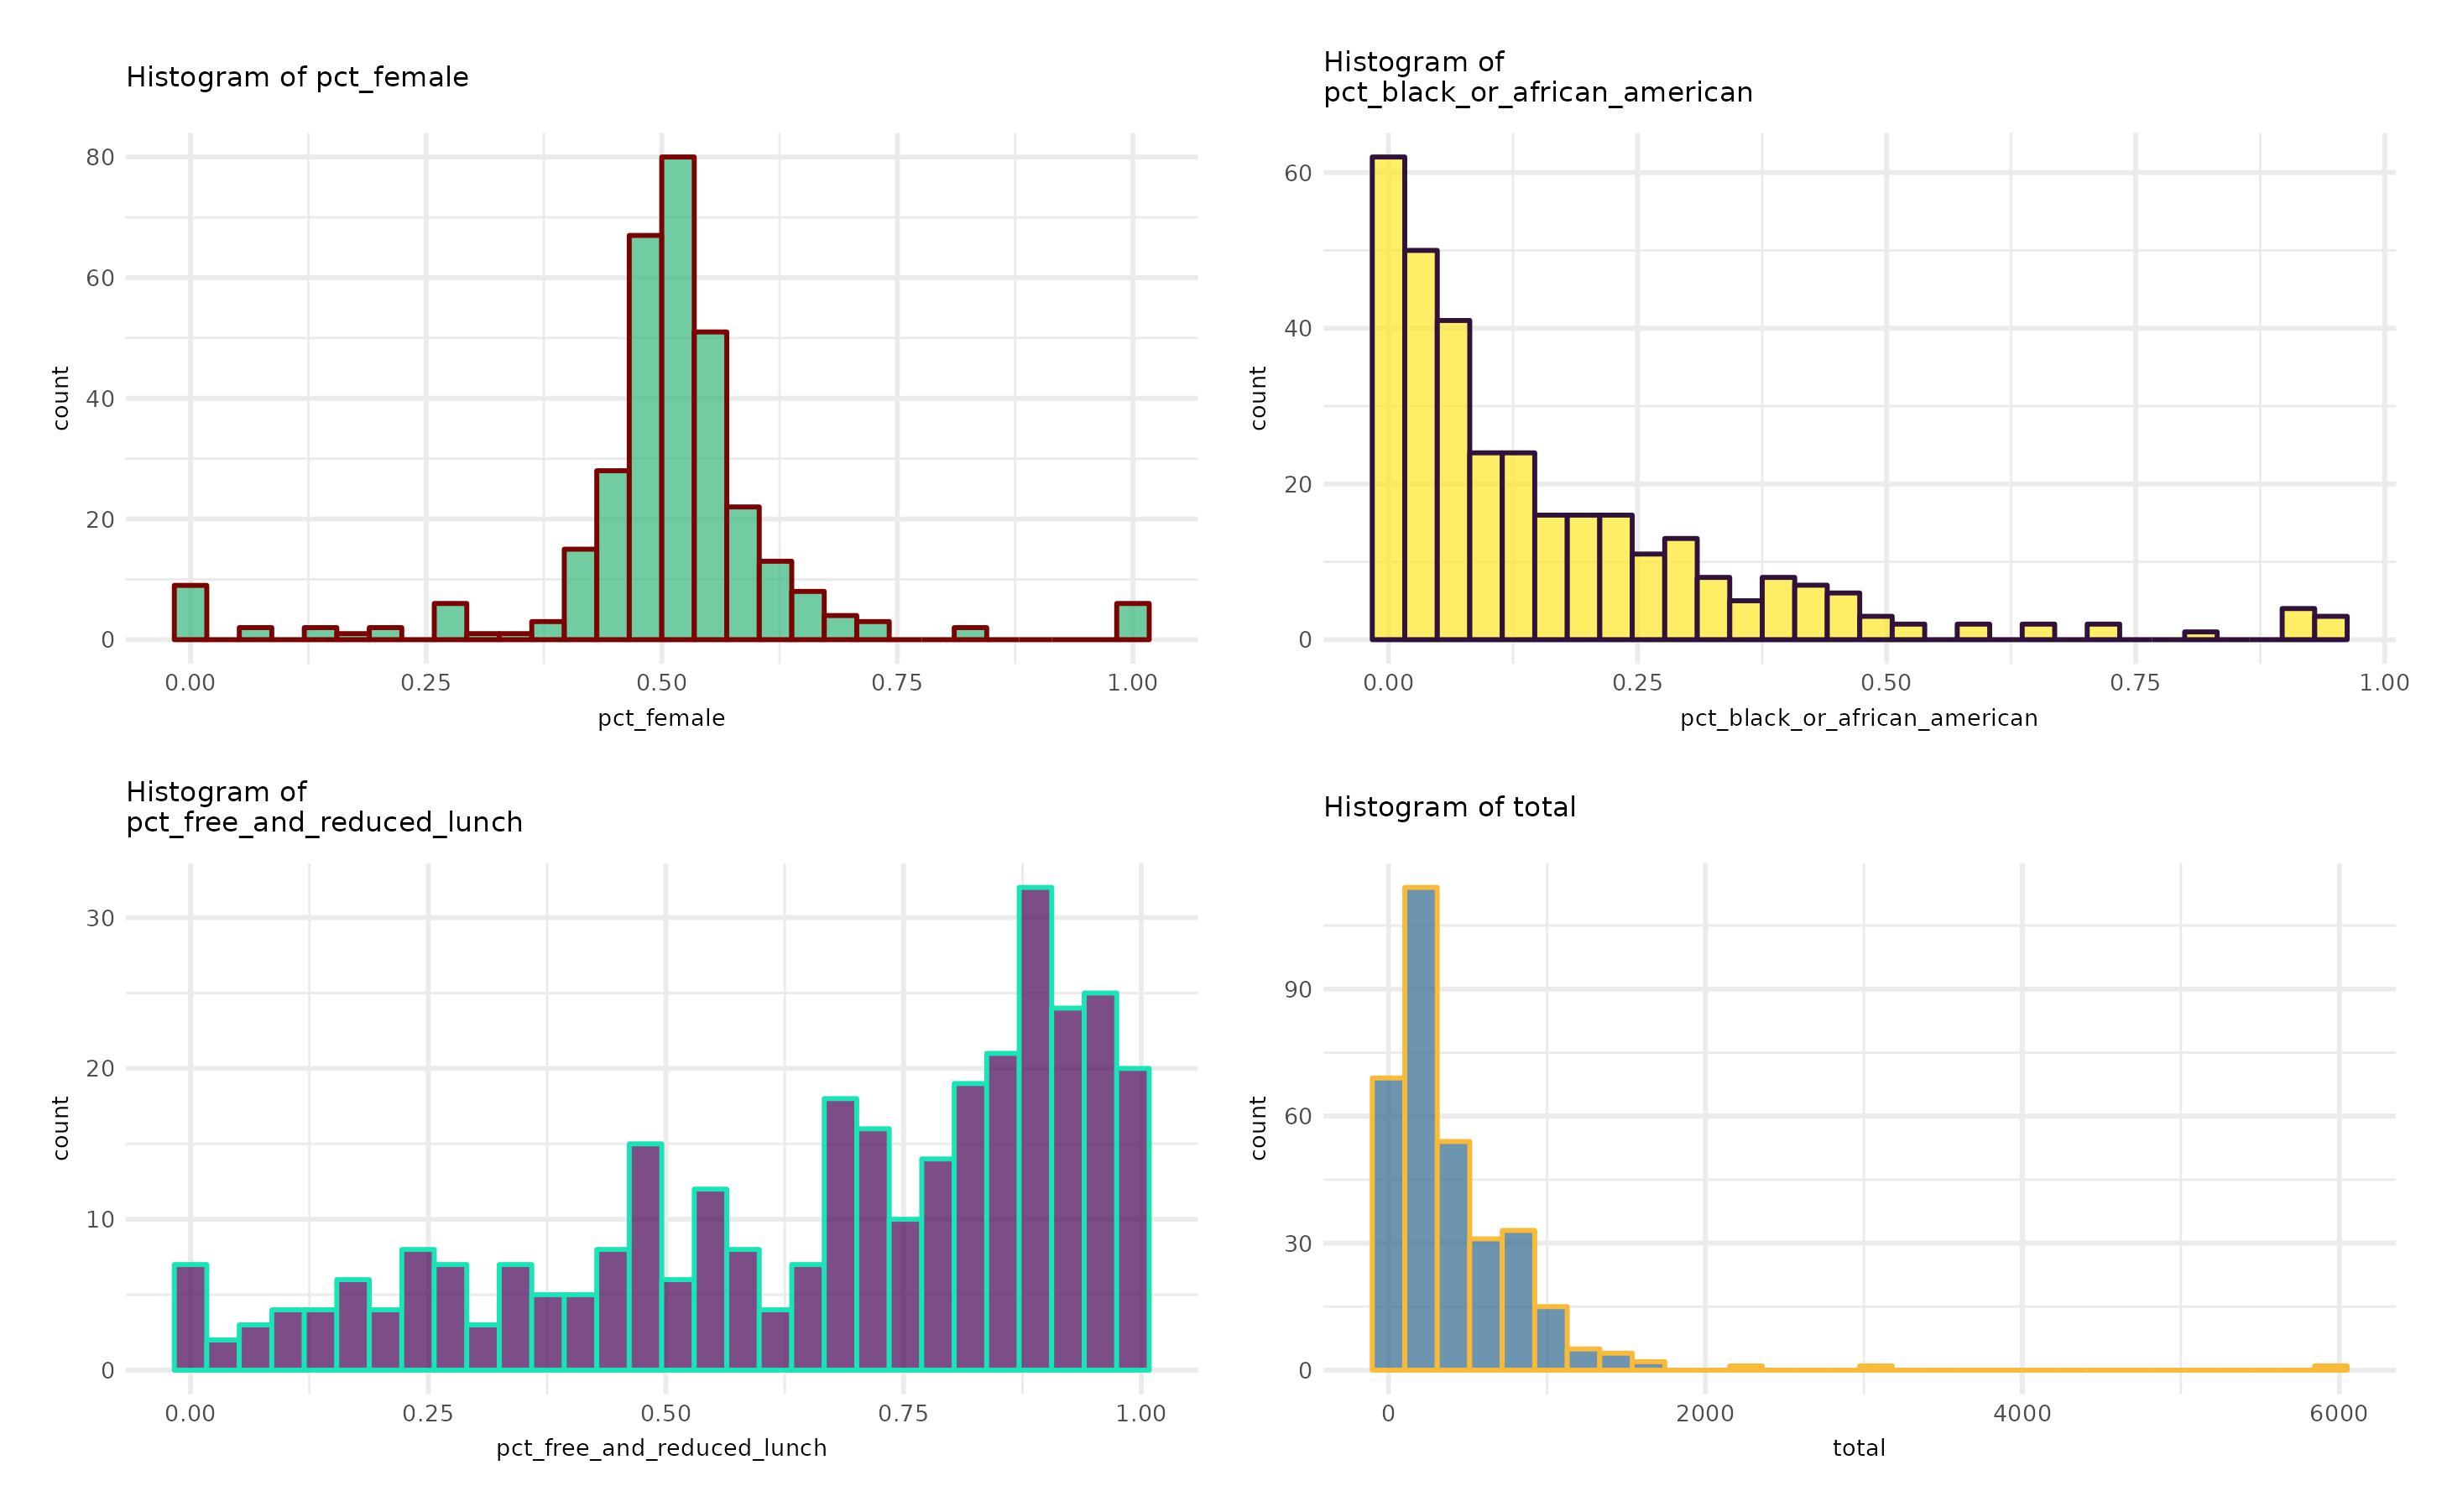 Histogram of pct_female
80
60
40
20
0
count
0.00 0.25 0.50 0.75 1.00
pct_female
Histogram of
pct_black_or_african_american
60
40
20
0
count
0.00 0.25 0.50 0.75 1.00
pct_black_or_african_american
Histogram of
pct_free_and_reduced_lunch
30
20
10
0
count
0.00 0.25 0.50 0.75 1.00
pct_free_and_reduced_lunch
Histogram of total
90
60
30
0
count
0 2000 4000 6000
total